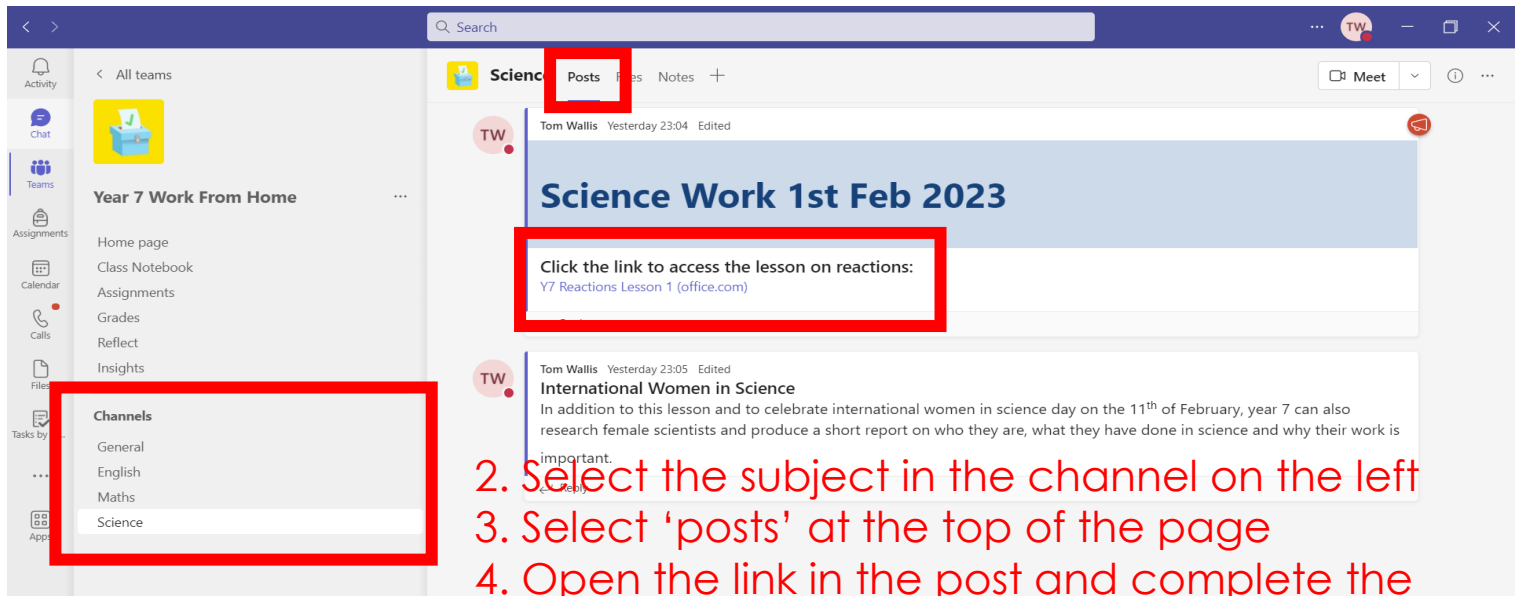 Search
TW
Activity
Chat
Teams
Assignments
Calendar
Calls
Files
Tasks by
Apps
All teams
Year 7 Work From Home
Home page
Class Notebook
Assignments
Grades
Reflect
Insights
Channels
General
English
Maths
Science
Science Posts Files Notes
Meet
TW
Tom Wallis Yesterday 23:04 Edited
Science Work 1st Feb 2023
Click the link to access the lesson on reactions:
Y7 Reactions Lesson 1 (office.com)
TW
Tom Wallis Yesterday 23:05 Edited
International Women in Science
In addition to this lesson and to celebrate international women in science day on the 11th of February, year 7 can also
research female scientists and produce a short report on who they are, what they have done in science and why their work is
important.
Reply
2. Select the subject in the channel on the left
3. Select ‘posts’ at the top of the page
4. Open the link in the post and complete the